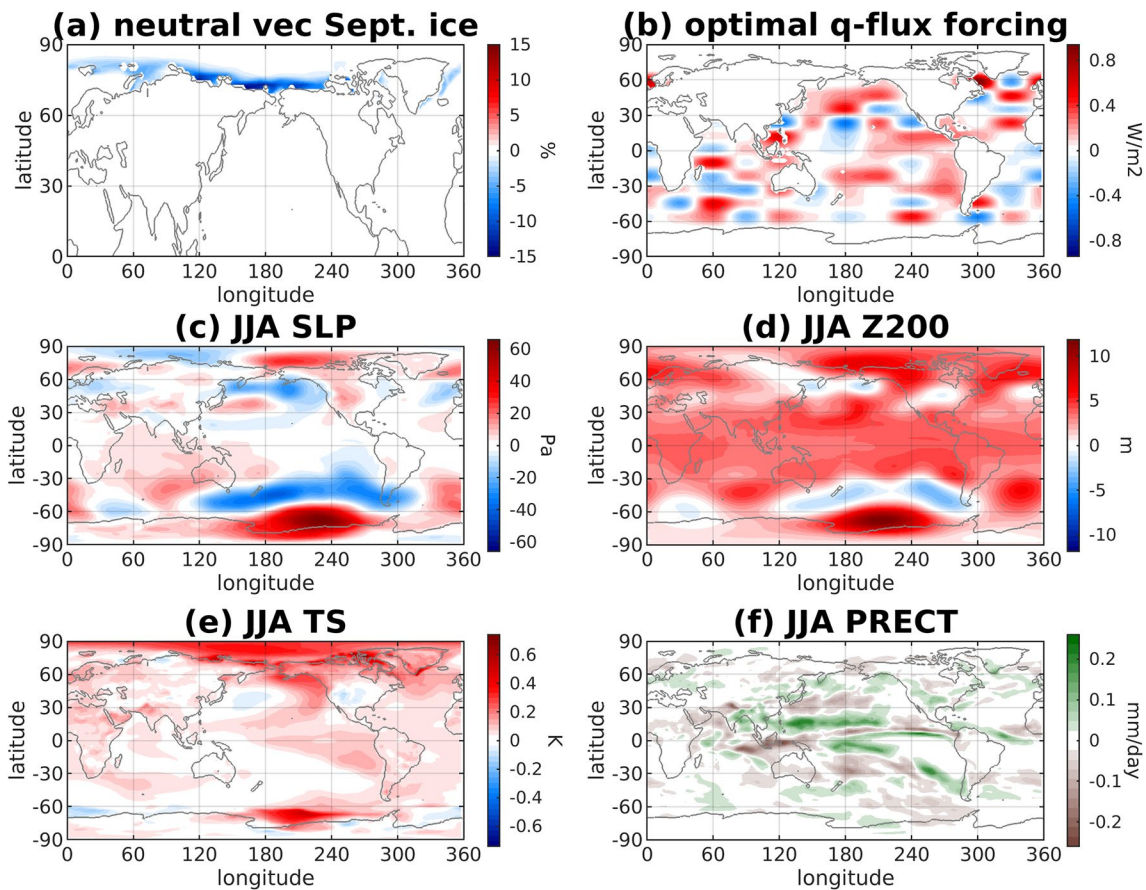 (a) neutral vec Sept. ice
90
60
30
0
latitude
0 60 120 180 240 300 360
longitude
15
10
5
0
-5
-10
-15
%
(b) optimal q-flux forcing
90
60
30
0
-30
-60
-90
latitude
0 60 120 180 240 300 360
longitude
0.8
0.4
0
-0.4
-0.8
W/m2
(c) JJA SLP
90
60
30
0
-30
-60
-90
latitude
0 60 120 180 240 300 360
longitude
60
40
20
0
-20
-40
-60
Pa
(d) JJA Z200
90
60
30
0
-30
-60
-90
latitude
0 60 120 180 240 300 360
longitude
10
5
0
-5
-10
m
(e) JJA TS
90
60
30
0
-30
-60
-90
latitude
0 60 120 180 240 300 360
longitude
0.6
0.4
0.2
0
-0.2
-0.4
-0.6
K
(f) JJA PRECT
90
60
30
0
-30
-60
-90
latitude
0 60 120 180 240 300 360
longitude
0.2
0.1
0
-0.1
-0.2
mm/day